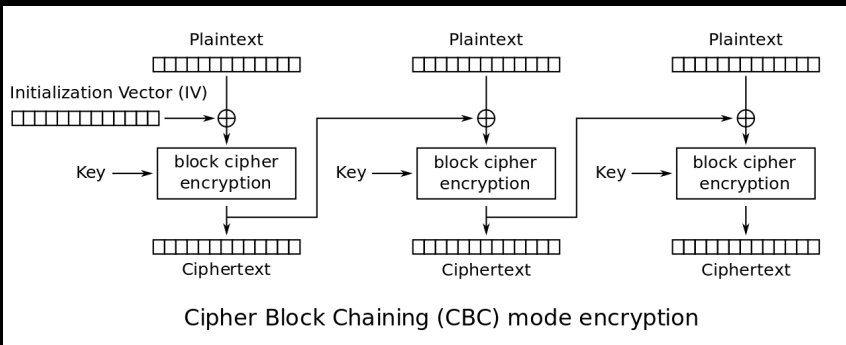 Plaintext
Plaintext
Plaintext
Initialization Vector (IV)
Key
block cipher
encryption
Key
block cipher
encryption
Key
block cipher
encryption
Ciphertext
Ciphertext
Ciphertext
Cipher Block Chaining (CBC) mode encryption